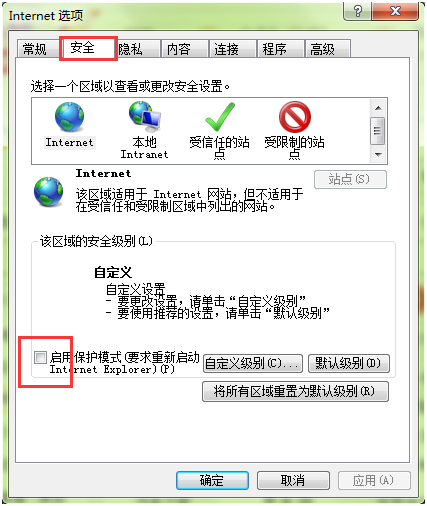 Internet 选项
常规 安全 隐私 内容 连接 程序 高级
选择一个区域以查看或更改安全设置。
Internet 本地 Intranet 受信任的站点 受限制的站点
Internet
站点(S)
该区域适用于 Internet 网站，但不适用于
在受信任和受限制区域中列出的网站。
该区域的安全级别(L)
自定义
自定义设置
- 要更改设置，请单击“自定义级别”
- 要使用推荐的设置，请单击“默认级别”
启用保护模式(要求重新启动
Internet Explorer)(P)
自定义级别(C)... 默认级别(D)
将所有区域重置为默认级别(R)
确定 取消 应用(A)